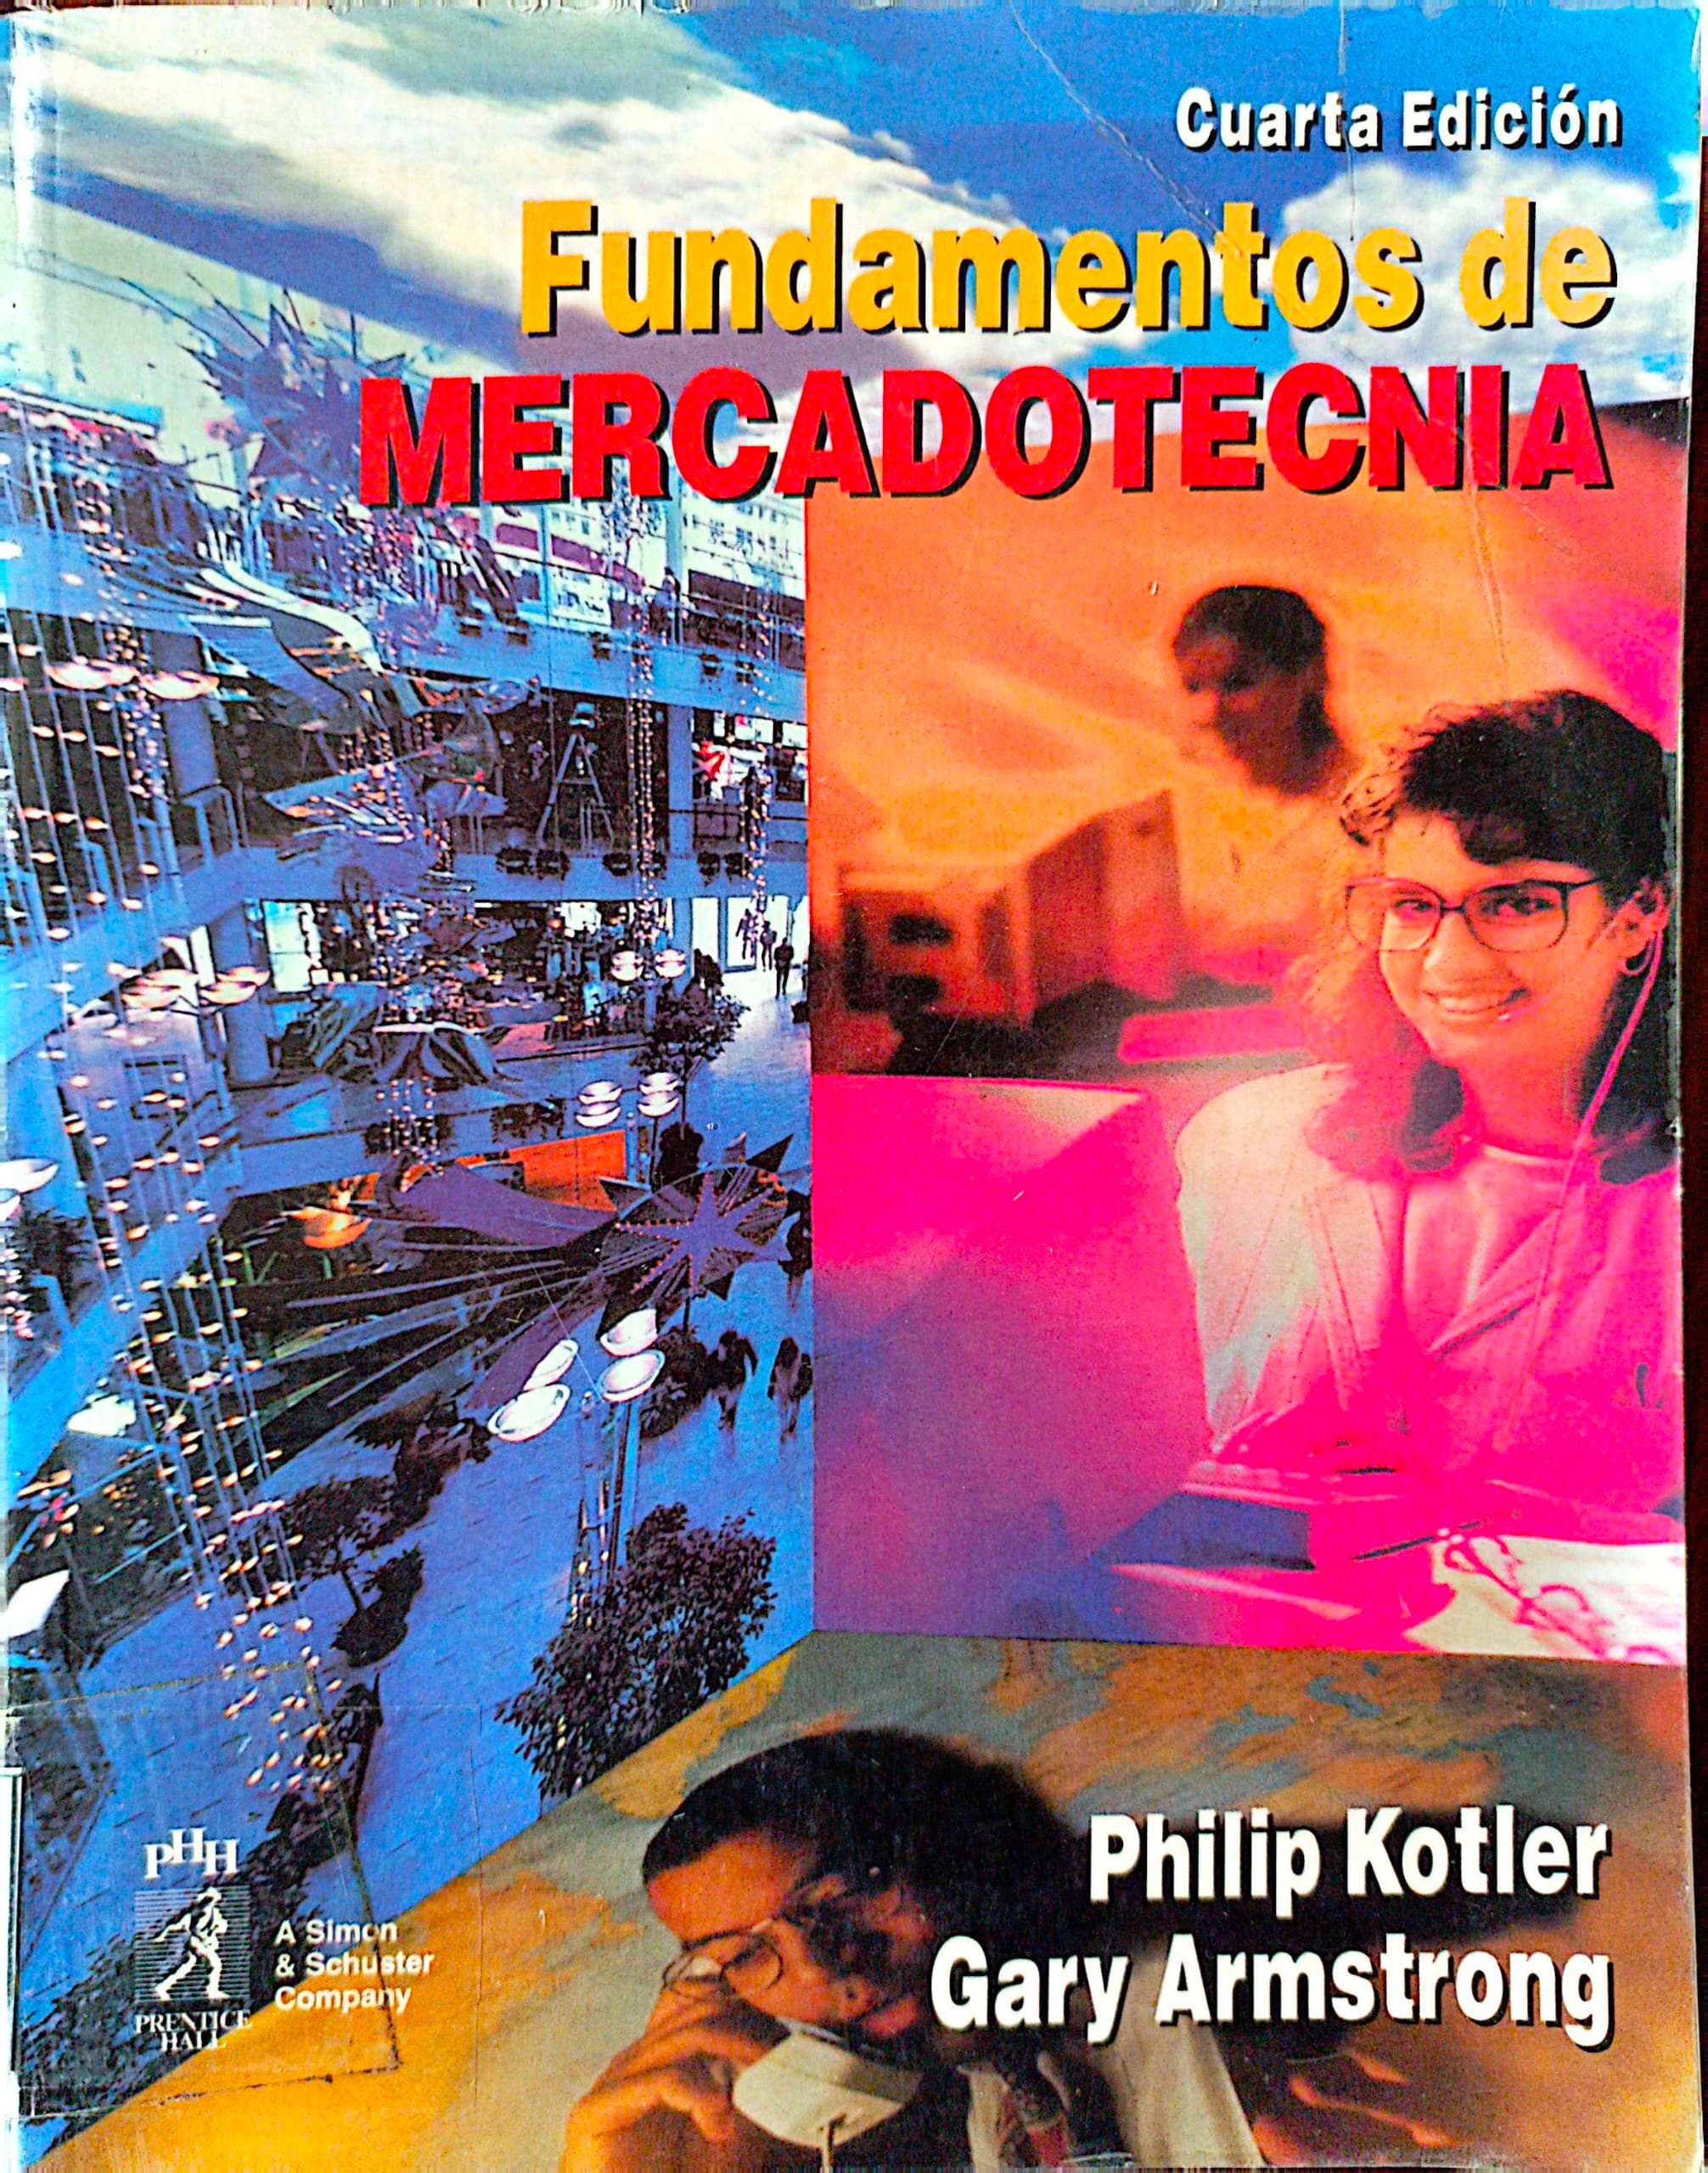 Cuarta Edición
Fundamentos de
MERCADOTECNIA
Philip Kotler
Gary Armstrong
PHH
PRENTICE
HALL
A Simon
& Schuster
Company